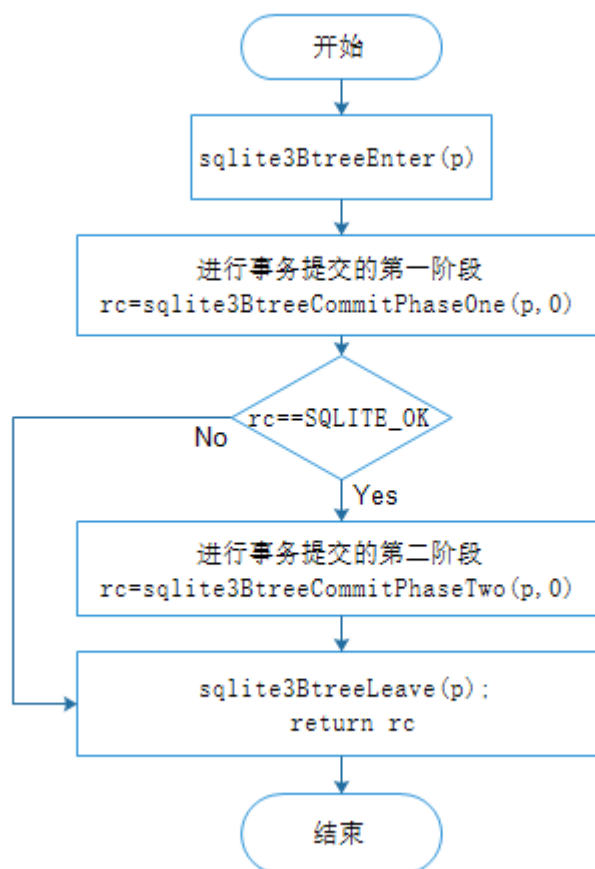 开始
sqlite3BtreeEnter(p)
进行事务提交的第一阶段
rc=sqlite3BtreeCommitPhaseOne(p,0)
rc==SQLITE_OK
No
Yes
进行事务提交的第二阶段
rc=sqlite3BtreeCommitPhaseTwo(p,0)
sqlite3BtreeLeave(p);
return rc
结束